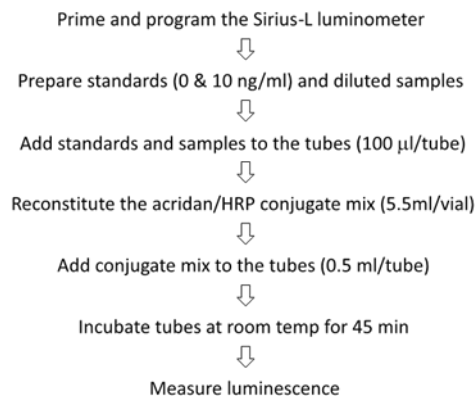 Prime and program the Sirius-L luminometer
Prepare standards (0 & 10 ng/ml) and diluted samples
Add standards and samples to the tubes (100 µl/tube)
Reconstitute the acridan/HRP conjugate mix (5.5ml/vial)
Add conjugate mix to the tubes (0.5 ml/tube)
Incubate tubes at room temp for 45 min
Measure luminescence